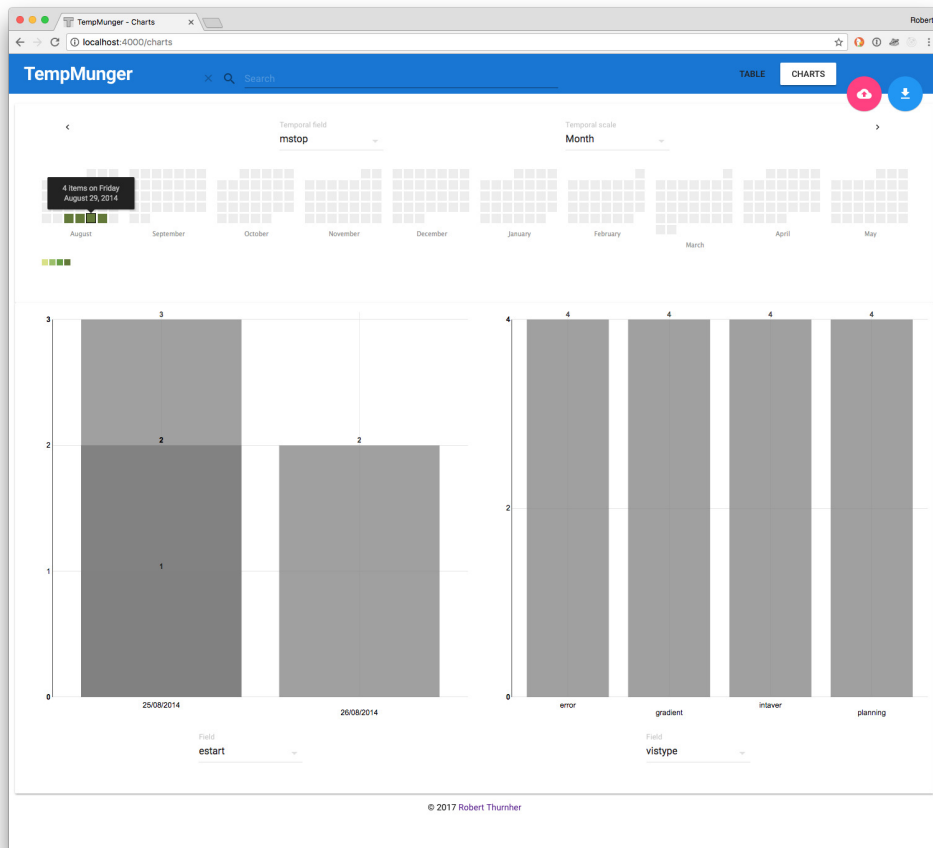 TempMunger - Charts
Robert
localhost:4000/charts
TempMunger
Search
TABLE
CHARTS
Temporal field
mstop
Temporal scale
Month
4 items on Friday
August 29, 2014
August
September
October
November
December
January
February
March
April
May
3
3
2
2
2
1
1
0
25/08/2014
26/08/2014
Field
estart
4
4
4
4
4
2
0
error
gradient
intaver
planning
Field
vistype
© 2017 Robert Thurnher